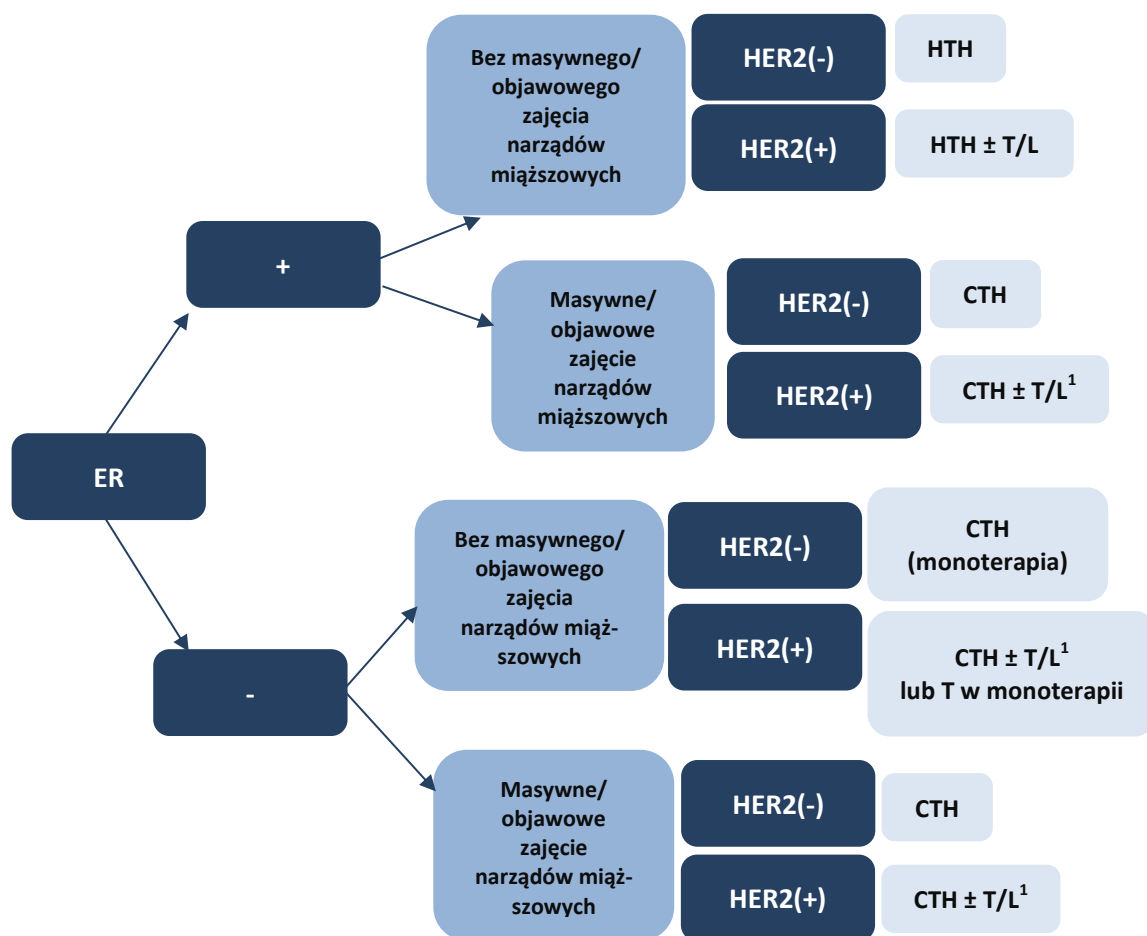 Bez masywnego/
objawowego
zajęcia
narządów
miąższowych
HER2(-)
HTH
HER2(+)
HTH ± T/L
+
Masywne/
objawowe
zajęcie
narządów
miąższowych
HER2(-)
CTH
HER2(+)
CTH ± T/L¹
ER
Bez masywnego/
objawowego
zajęcia
narządów miąż-
szowych
HER2(-)
CTH
(monoterapia)
HER2(+)
CTH ± T/L¹
lub T w monoterapii
-
Masywne/
objawowe
zajęcie
narządów miąż-
szowych
HER2(-)
CTH
HER2(+)
CTH ± T/L¹